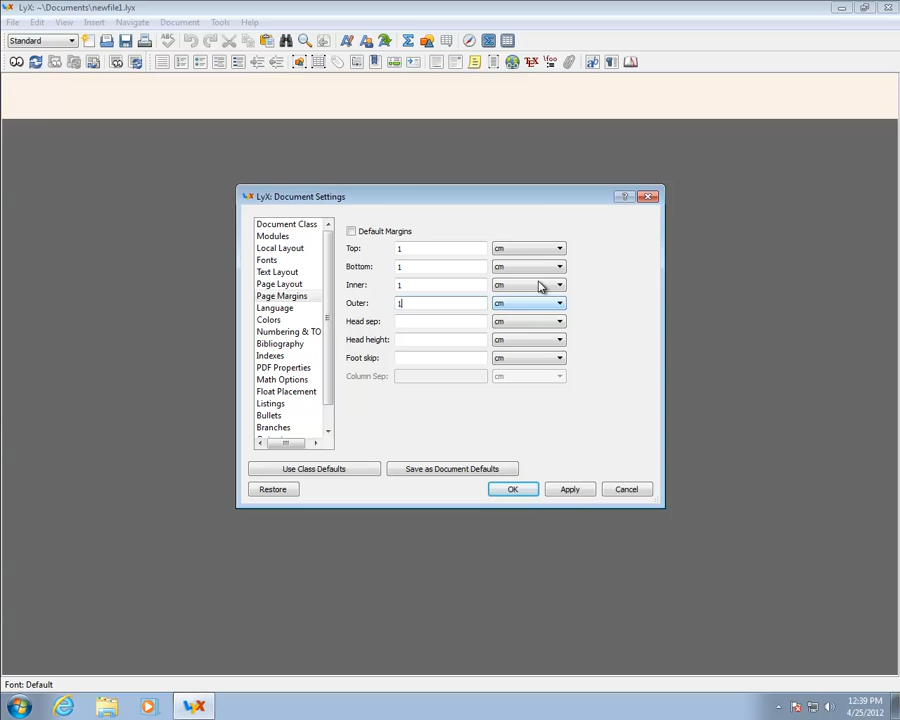 LyX: ~\Documents\newfile1.lyx
File Edit View Insert Navigate Document Tools Help
Standard
LyX: Document Settings
Document Class
Modules
Local Layout
Fonts
Text Layout
Page Layout
Page Margins
Language
Colors
Numbering & TO
Bibliography
Indexes
PDF Properties
Math Options
Float Placement
Listings
Bullets
Branches
Default Margins
Top: 1 cm
Bottom: 1 cm
Inner: 1 cm
Outer: 1 cm
Head sep: cm
Head height: cm
Foot skip: cm
Column Sep: cm
Use Class Defaults Save as Document Defaults
Restore OK Apply Cancel
Font: Default
12:39 PM
4/25/2012